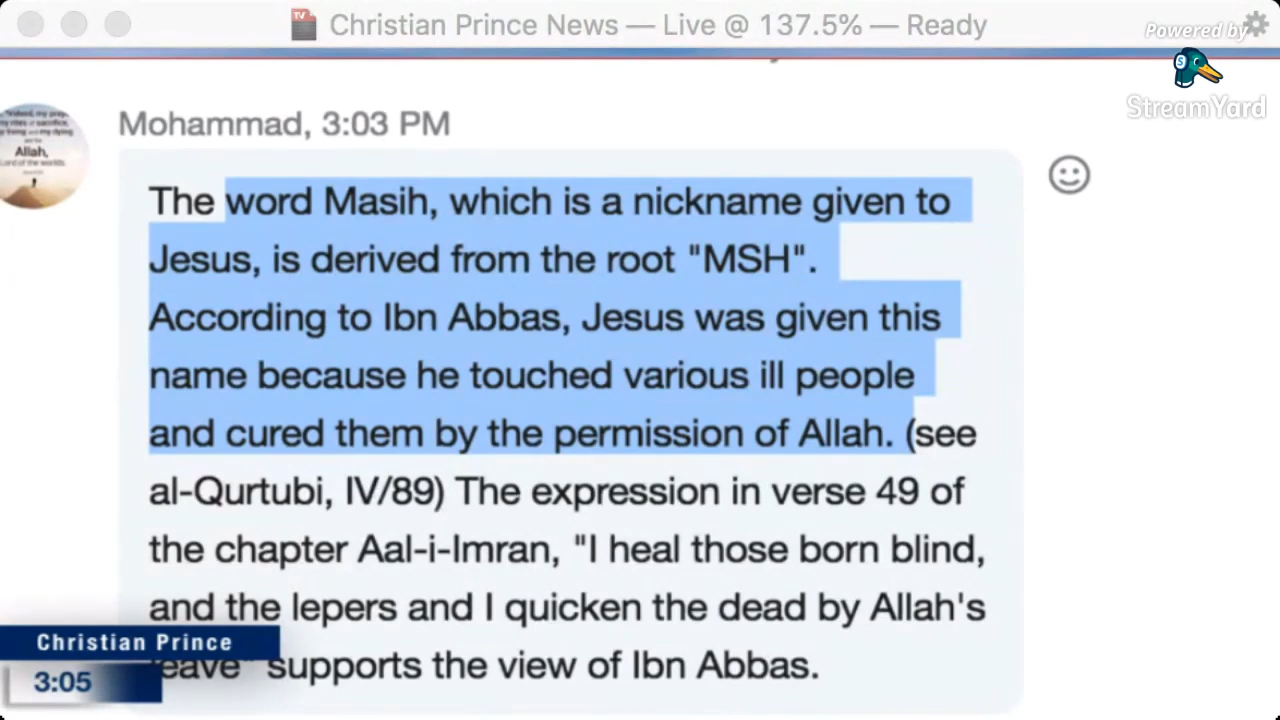 Christian Prince News — Live @ 137.5% — Ready
Powered by
StreamYard
Allah,
Mohammad, 3:03 PM
The word Masih, which is a nickname given to
Jesus, is derived from the root "MSH".
According to Ibn Abbas, Jesus was given this
name because he touched various ill people
and cured them by the permission of Allah. (see
al-Qurtubi, IV/89) The expression in verse 49 of
the chapter Aal-i-Imran, "I heal those born blind,
and the lepers and I quicken the dead by Allah's
leave" supports the view of Ibn Abbas.
Christian Prince
3:05